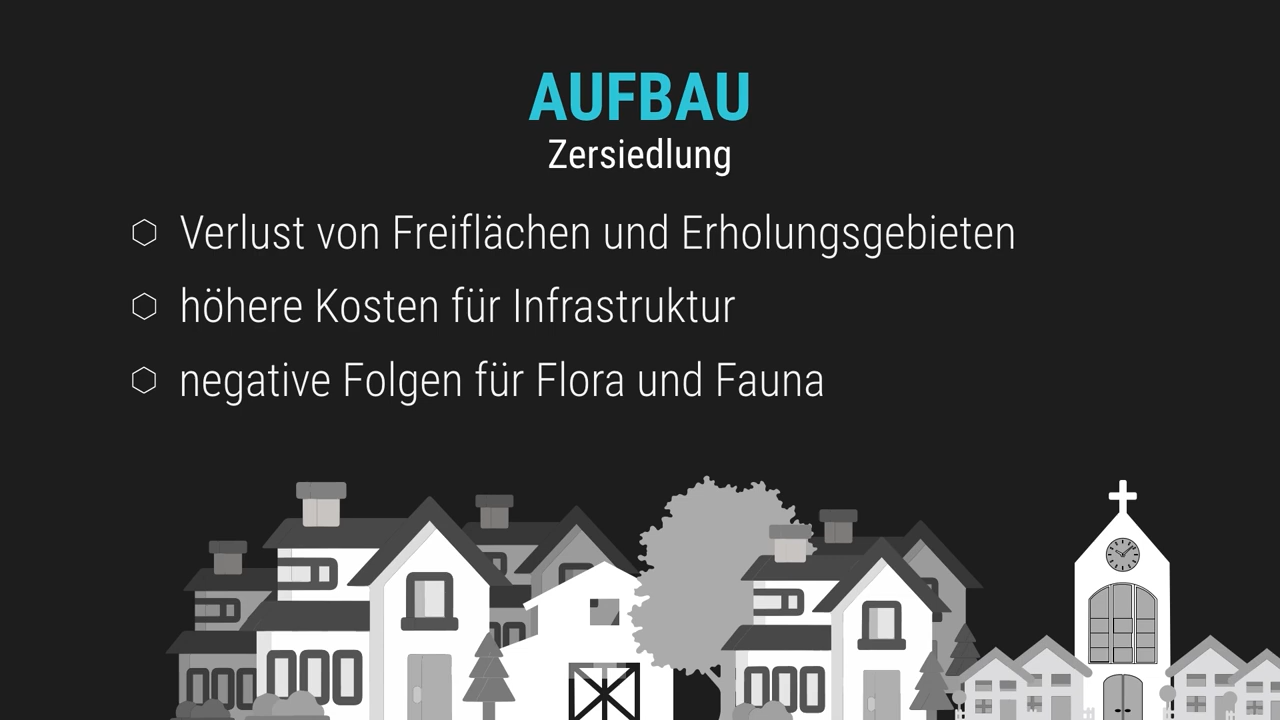 AUFBAU
Zersiedlung
Verlust von Freiflächen und Erholungsgebieten
höhere Kosten für Infrastruktur
negative Folgen für Flora und Fauna